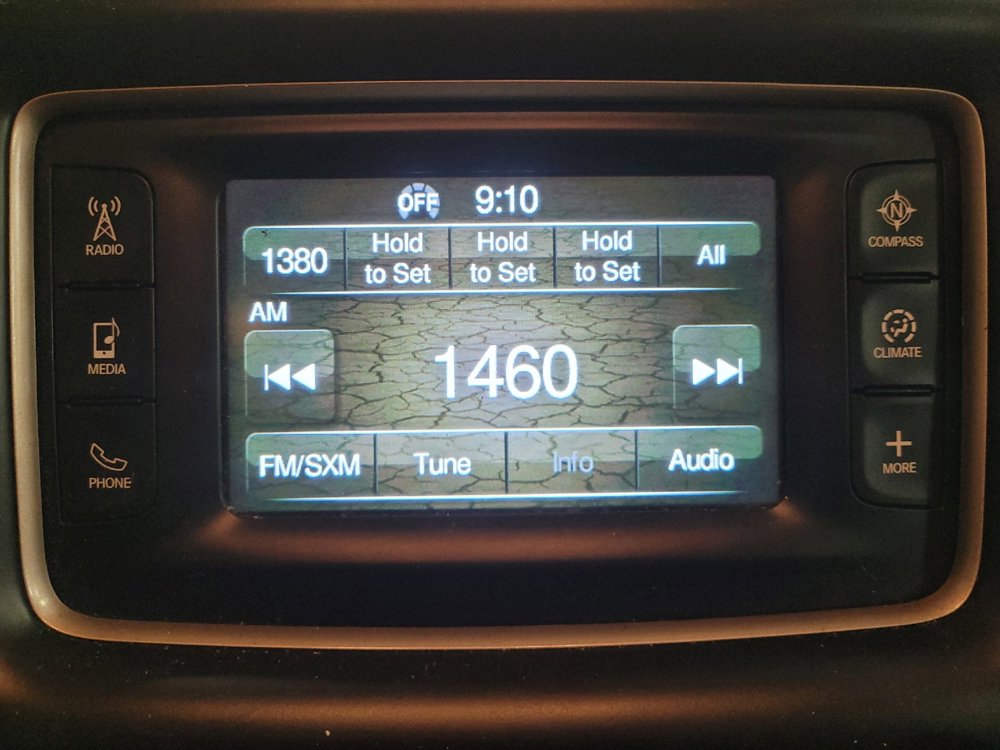 OFF 9:10
1380
Hold
to Set
Hold
to Set
Hold
to Set
All
AM
1460
FM/SXM Tune Info Audio
RADIO
MEDIA
PHONE
N
COMPASS
CLIMATE
MORE